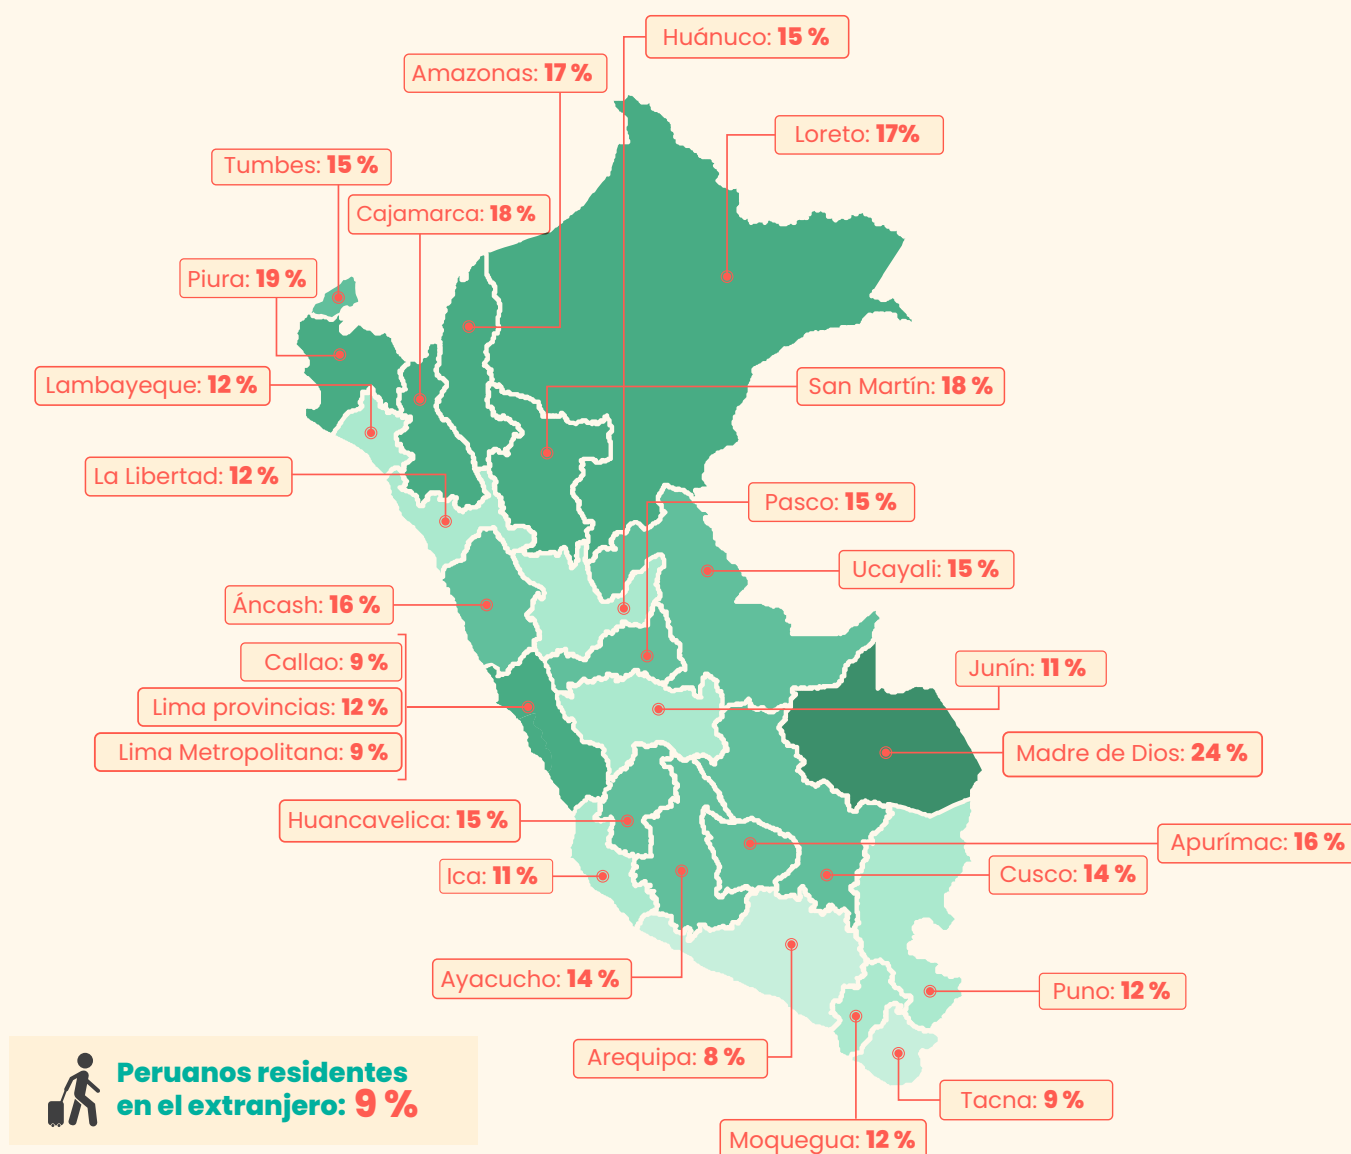 Huánuco: 15 %
Amazonas: 17 %
Loreto: 17%
Tumbes: 15 %
Cajamarca: 18 %
Piura: 19 %
Lambayeque: 12 %
San Martín: 18 %
La Libertad: 12 %
Pasco: 15 %
Ucayali: 15 %
Áncash: 16 %
Callao: 9 %
Lima provincias: 12 %
Lima Metropolitana: 9 %
Junín: 11 %
Madre de Dios: 24 %
Huancavelica: 15 %
Apurímac: 16 %
Ica: 11 %
Cusco: 14 %
Ayacucho: 14 %
Puno: 12 %
Arequipa: 8 %
Tacna: 9 %
Moquegua: 12 %
Peruanos residentes
en el extranjero: 9 %